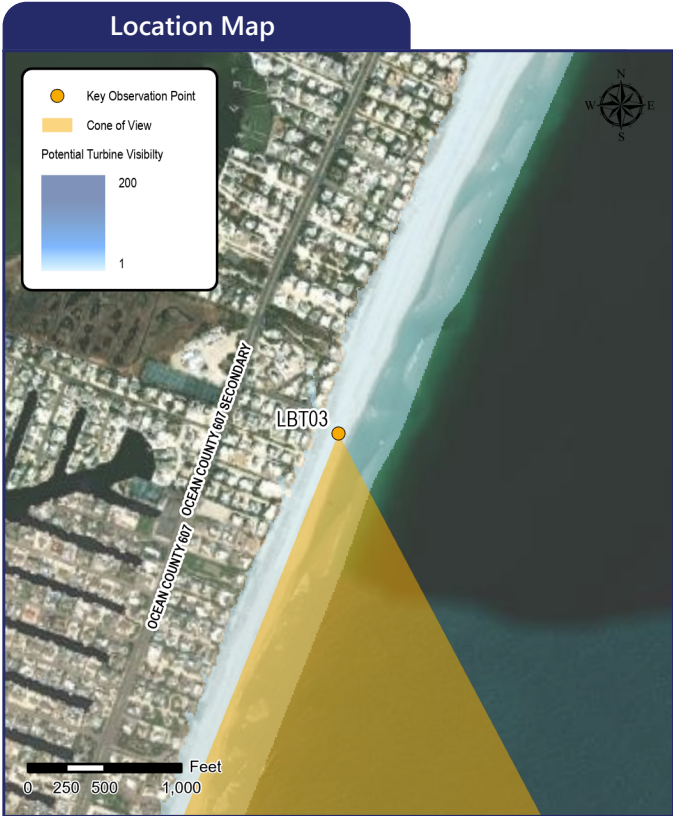 Location Map
Key Observation Point
Cone of View
Potential Turbine Visibilty
200
1
N
W E
S
LBT03
OCEAN COUNTY 607 SECONDARY
OCEAN COUNTY 607
Feet
0 250 500 1,000